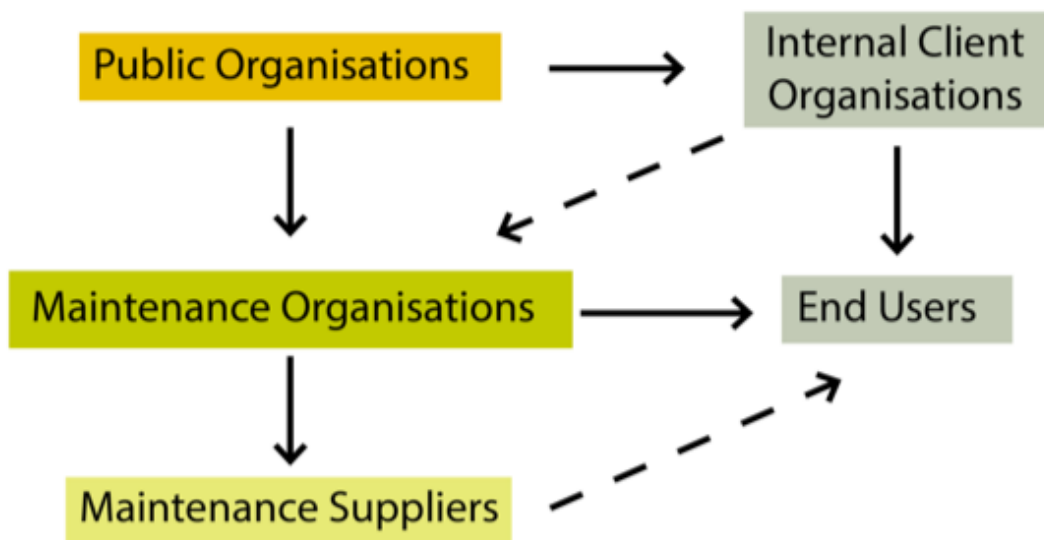 Public Organisations
Internal Client
Organisations
Maintenance Organisations
End Users
Maintenance Suppliers